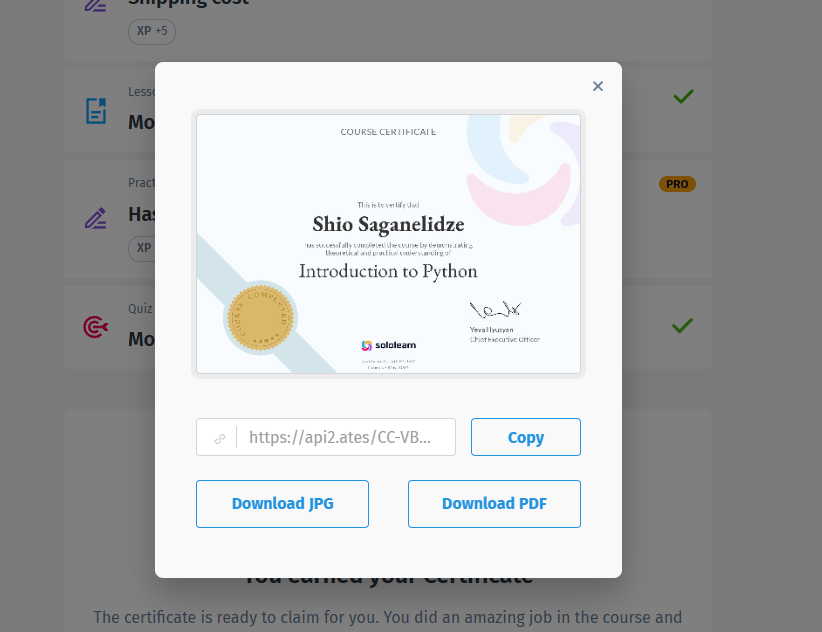 Shipping cost
XP +5
Lesso
Mo
COURSE CERTIFICATE
This is to certify that
Shio Saganelidze
has successfully completed the course by demonstrating
theoretical and practical understanding of
Introduction to Python
COURSE COMPLETED
Yeva Hyusyan
Chief Executive Officer
sololearn
Pract
Has
PRO
XP
Quiz
Mo
https://api2.ates/CC-VB...
Copy
Download JPG
Download PDF
You earned your Certificate
The certificate is ready to claim for you. You did an amazing job in the course and